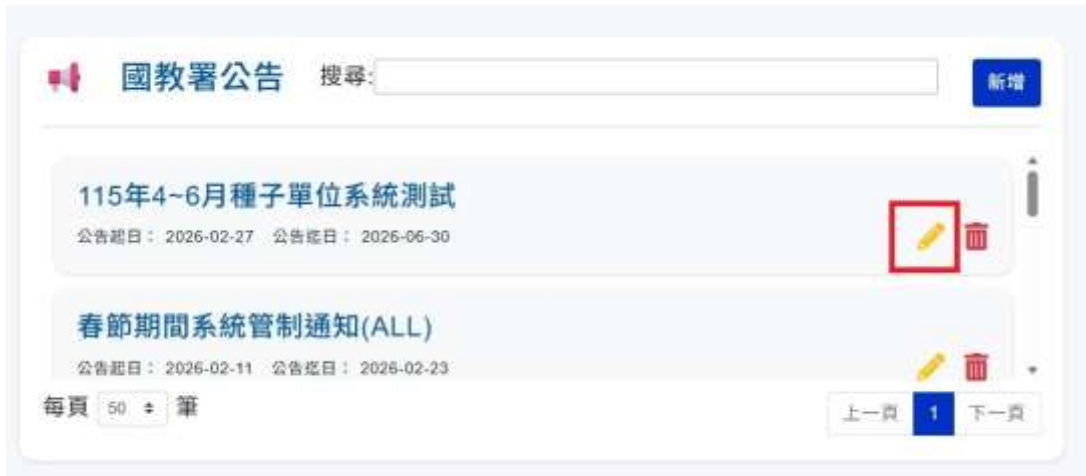 國教署公告 搜尋:
新增
115年4~6月種子單位系統測試
公告起日： 2026-02-27 公告迄日： 2026-06-30
春節期間系統管制通知(ALL)
公告起日： 2026-02-11 公告迄日： 2026-02-23
每頁 50 筆
上一頁 1 下一頁